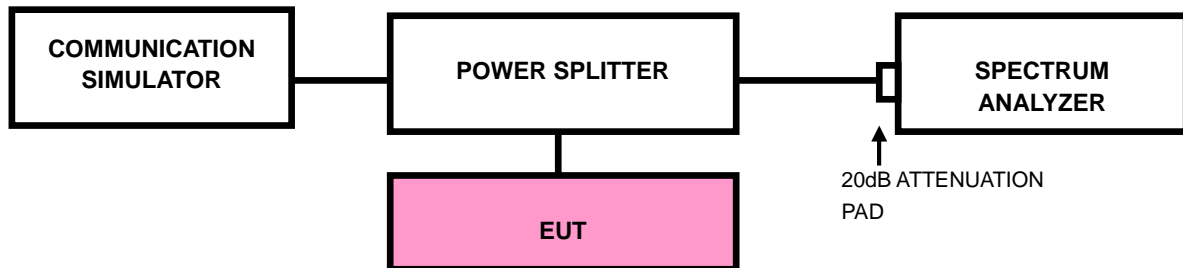 COMMUNICATION
SIMULATOR
POWER SPLITTER
SPECTRUM
ANALYZER
20dB ATTENUATION
PAD
EUT